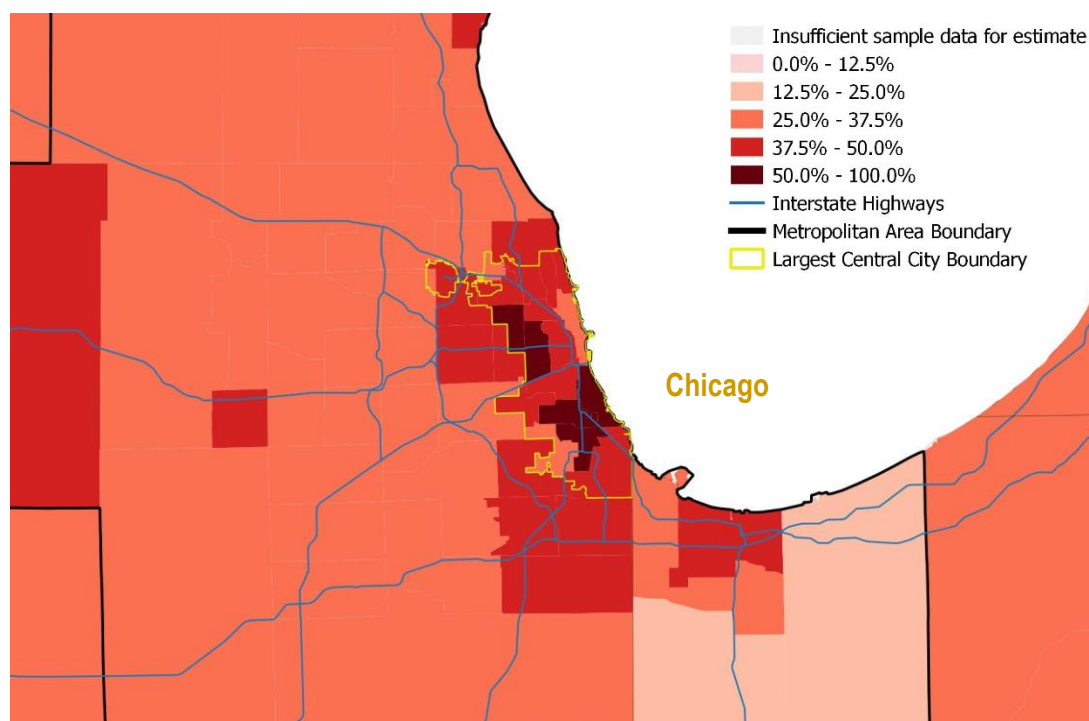 Insufficient sample data for estimate
0.0% - 12.5%
12.5% - 25.0%
25.0% - 37.5%
37.5% - 50.0%
50.0% - 100.0%
Interstate Highways
Metropolitan Area Boundary
Largest Central City Boundary
Chicago